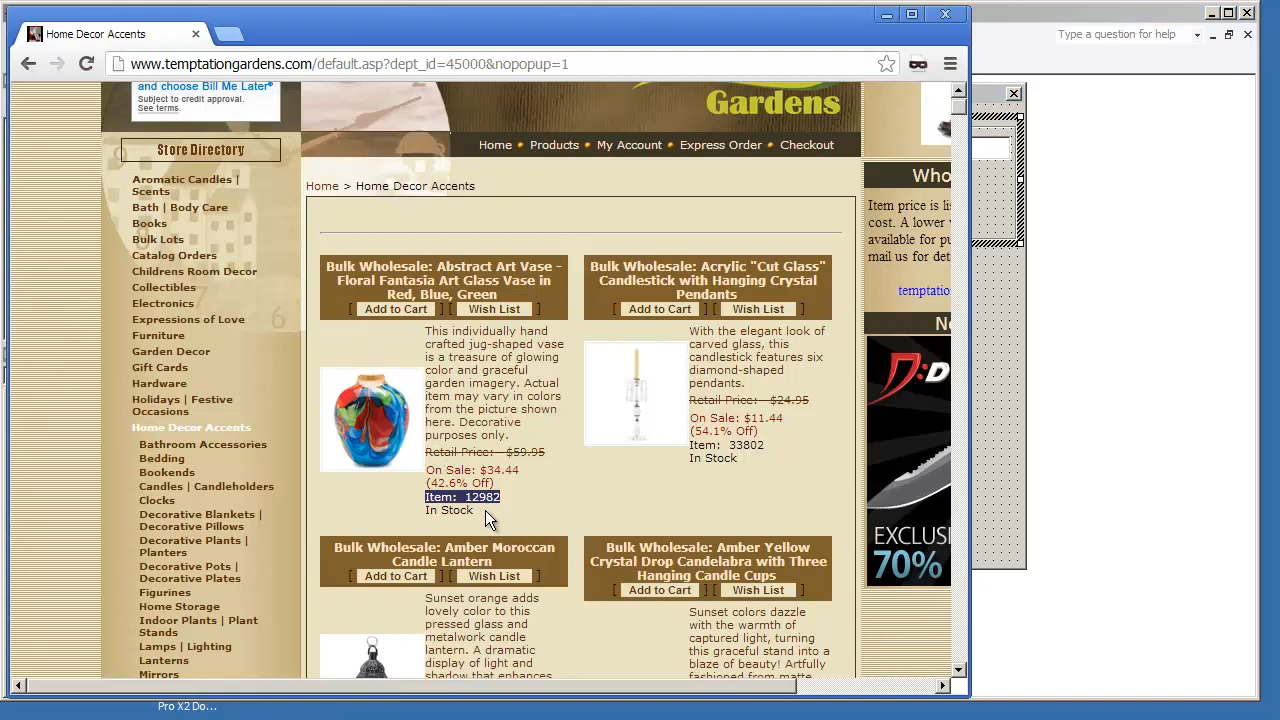 Home Decor Accents
Type a question for help
www.temptationgardens.com/default.asp?dept_id=45000&nopopup=1
and choose Bill Me Later®
Subject to credit approval.
See terms.
Gardens
Home • Products • My Account • Express Order • Checkout
Store Directory
Aromatic Candles |
Scents
Bath | Body Care
Books
Bulk Lots
Catalog Orders
Childrens Room Decor
Collectibles
Electronics
Expressions of Love
Furniture
Garden Decor
Gift Cards
Hardware
Holidays | Festive
Occasions
Home Decor Accents
Bathroom Accessories
Bedding
Bookends
Candles | Candleholders
Clocks
Decorative Blankets |
Decorative Pillows
Decorative Plants |
Planters
Decorative Pots |
Decorative Plates
Figurines
Home Storage
Indoor Plants | Plant
Stands
Lamps | Lighting
Lanterns
Mirrors
Home > Home Decor Accents
Bulk Wholesale: Abstract Art Vase -
Floral Fantasia Art Glass Vase in
Red, Blue, Green
[ Add to Cart ] [ Wish List ]
This individually hand
crafted jug-shaped vase
is a treasure of glowing
color and graceful
garden imagery. Actual
item may vary in colors
from the picture shown
here. Decorative
purposes only.
Retail Price: $59.95
On Sale: $34.44
(42.6% Off)
Item: 12982
In Stock
Bulk Wholesale: Acrylic "Cut Glass"
Candlestick with Hanging Crystal
Pendants
[ Add to Cart ] [ Wish List ]
With the elegant look of
carved glass, this
candlestick features six
diamond-shaped
pendants.
Retail Price: $24.95
On Sale: $11.44
(54.1% Off)
Item: 33802
In Stock
Bulk Wholesale: Amber Moroccan
Candle Lantern
[ Add to Cart ] [ Wish List ]
Sunset orange adds
lovely color to this
pressed glass and
metalwork candle
lantern. A dramatic
display of light and
shadow that enhances
Bulk Wholesale: Amber Yellow
Crystal Drop Candelabra with Three
Hanging Candle Cups
[ Add to Cart ] [ Wish List ]
Sunset colors dazzle
with the warmth of
captured light, turning
this graceful stand into a
blaze of beauty! Artfully
fashioned from matte
Who
Item price is li
cost. A lower
available for pu
mail us for deta
temptatio
Ne
D:D
EXCLUS
70%
Pro X2 Do...